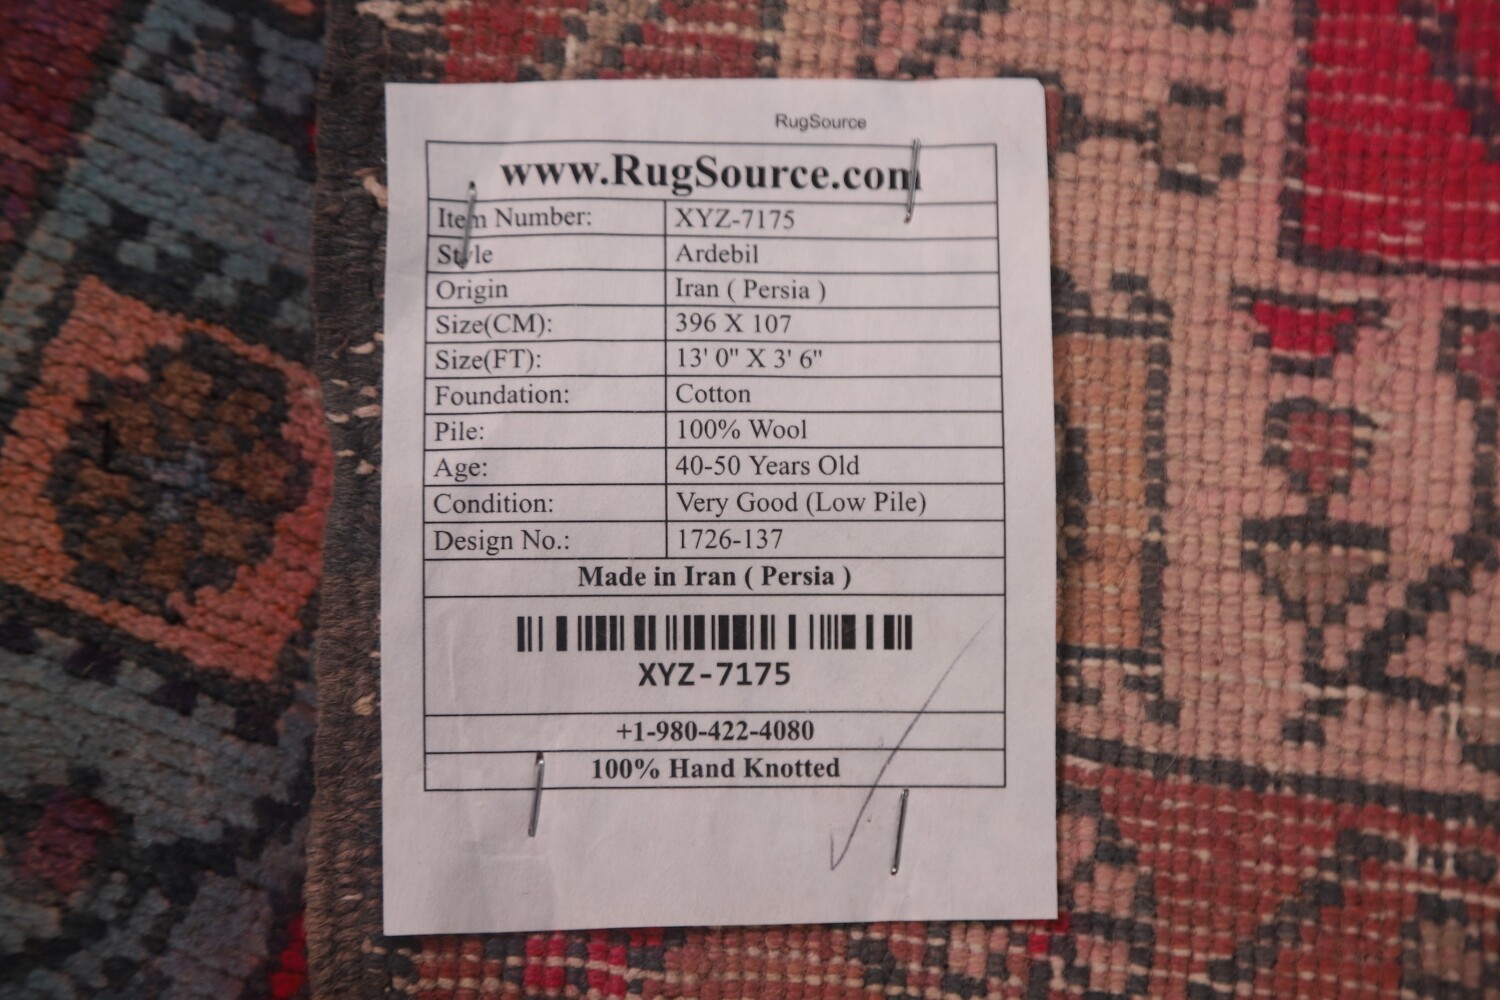 RugSource
www.RugSource.com
Item Number: XYZ-7175
Style Ardebil
Origin Iran ( Persia )
Size(CM): 396 X 107
Size(FT): 13' 0" X 3' 6"
Foundation: Cotton
Pile: 100% Wool
Age: 40-50 Years Old
Condition: Very Good (Low Pile)
Design No.: 1726-137
Made in Iran ( Persia )
XYZ-7175
+1-980-422-4080
100% Hand Knotted